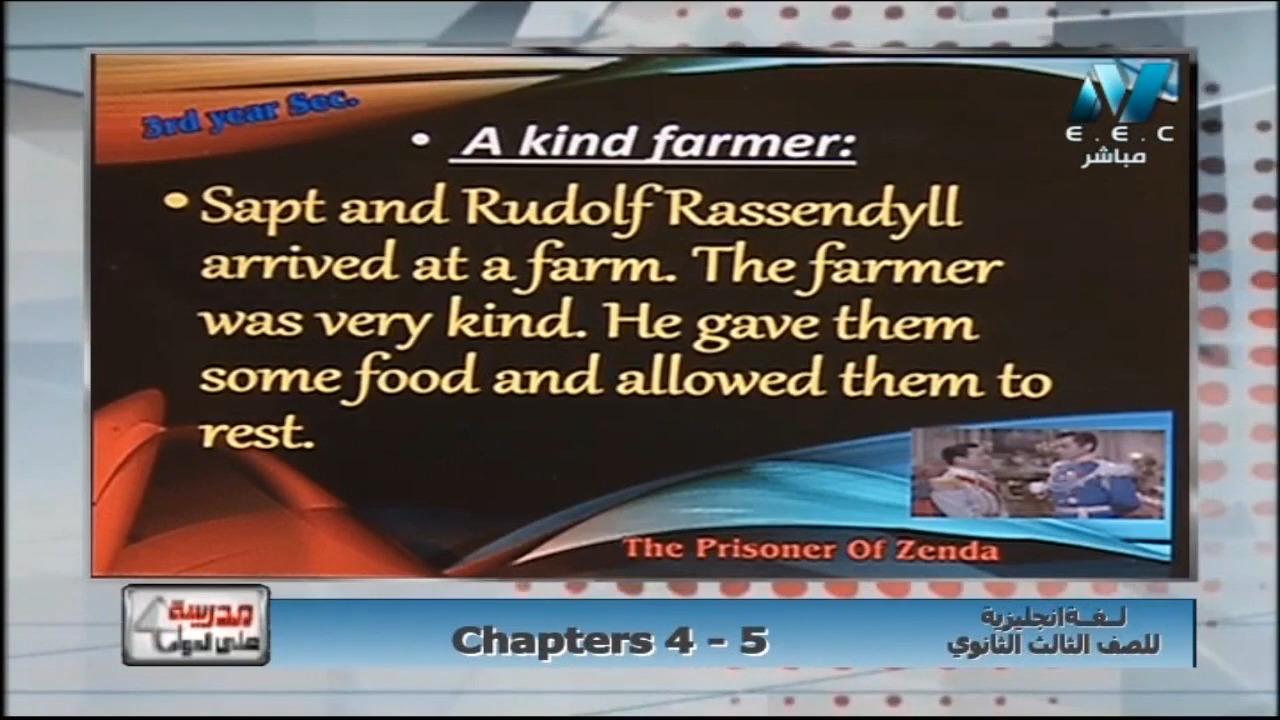 3rd year Sec.
E.E.C
مباشر
• A kind farmer:
• Sapt and Rudolf Rassendyll
arrived at a farm. The farmer
was very kind. He gave them
some food and allowed them to
rest.
The Prisoner Of Zenda
مدرسة
على الهواء
Chapters 4 - 5
لغة انجليزية
للصف الثالث الثانوي